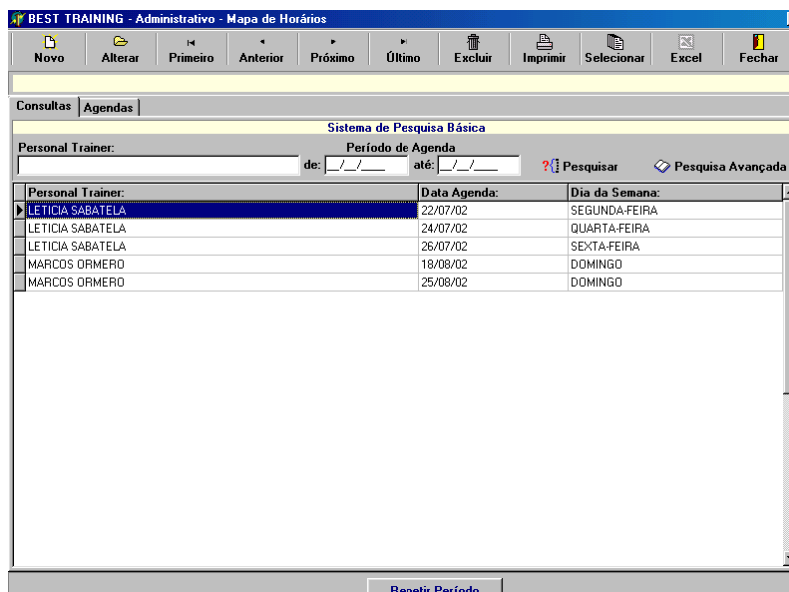 BEST TRAINING - Administrativo - Mapa de Horários
Novo Alterar Primeiro Anterior Próximo Último Excluir Imprimir Selecionar Excel Fechar
Consultas Agendas
Sistema de Pesquisa Básica
Personal Trainer: Período de Agenda
de: __/__/____ até: __/__/____ Pesquisar Pesquisa Avançada
Personal Trainer: Data Agenda: Dia da Semana:
LETICIA SABATELA 22/07/02 SEGUNDA-FEIRA
LETICIA SABATELA 24/07/02 QUARTA-FEIRA
LETICIA SABATELA 26/07/02 SEXTA-FEIRA
MARCOS ORMERO 18/08/02 DOMINGO
MARCOS ORMERO 25/08/02 DOMINGO
Repetir Período